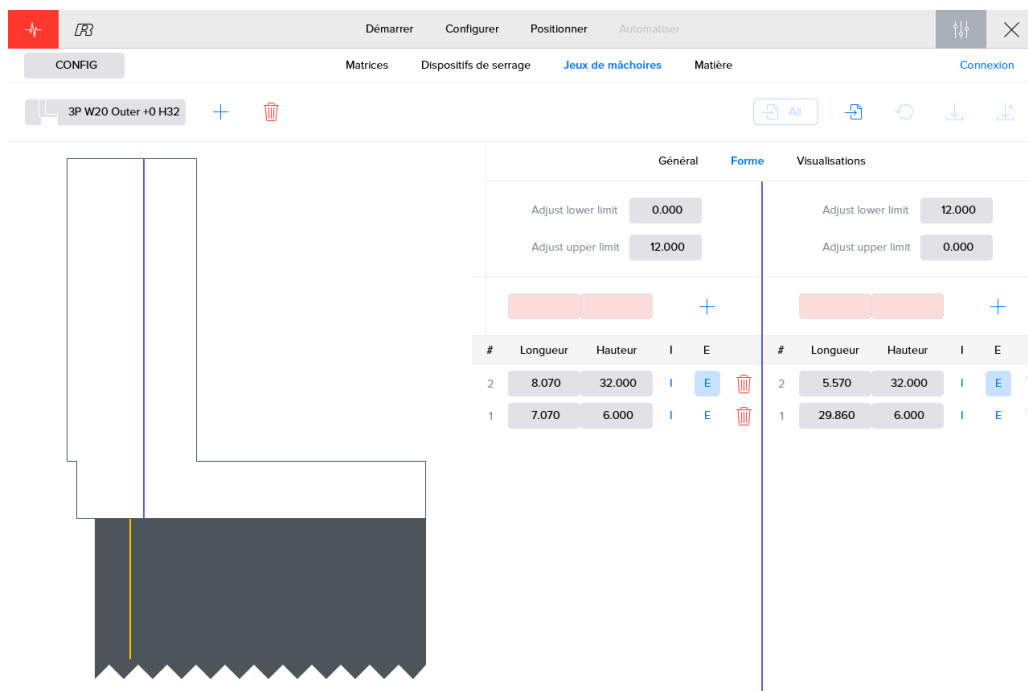 Démarrer Configurer Positionner Automatiser
CONFIG Matrices Dispositifs de serrage Jeux de mâchoires Matière Connexion
3P W20 Outer +0 H32 All
Général Forme Visualisations
Adjust lower limit 0.000 Adjust lower limit 12.000
Adjust upper limit 12.000 Adjust upper limit 0.000
# Longueur Hauteur I E # Longueur Hauteur I E
2 8.070 32.000 I E 2 5.570 32.000 I E
1 7.070 6.000 I E 1 29.860 6.000 I E